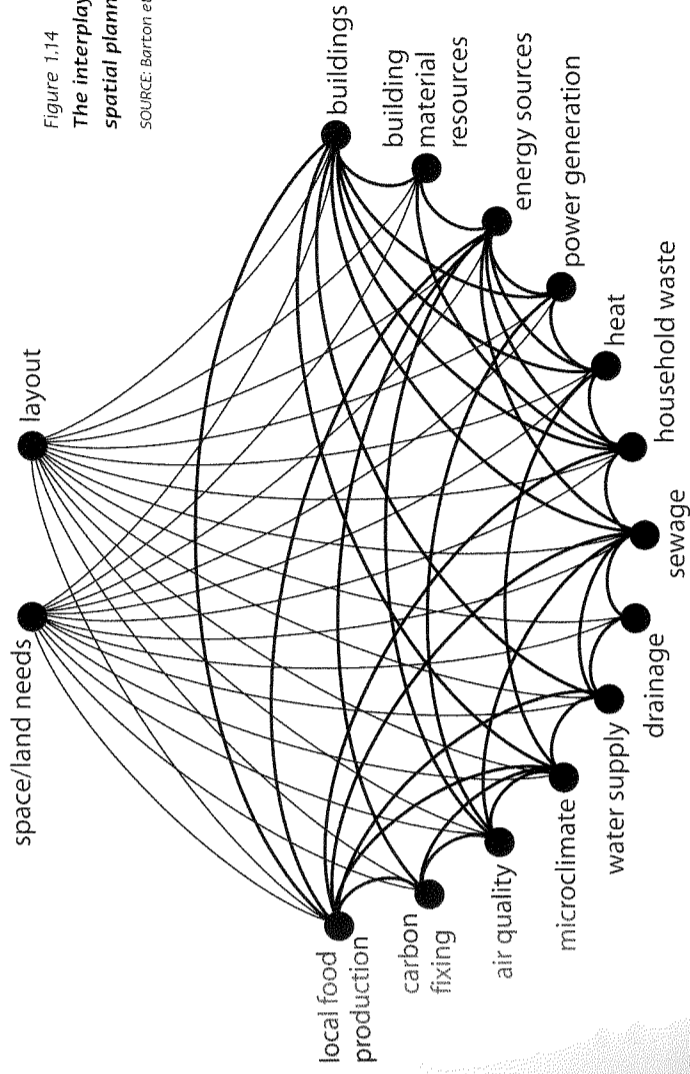 Figure 1.14
The interplay
spatial plann
SOURCE: Barton et
space/land needs
layout
local food
production
carbon
fixing
air quality
microclimate
water supply
drainage
sewage
household waste
heat
power generation
energy sources
building
material
resources
buildings